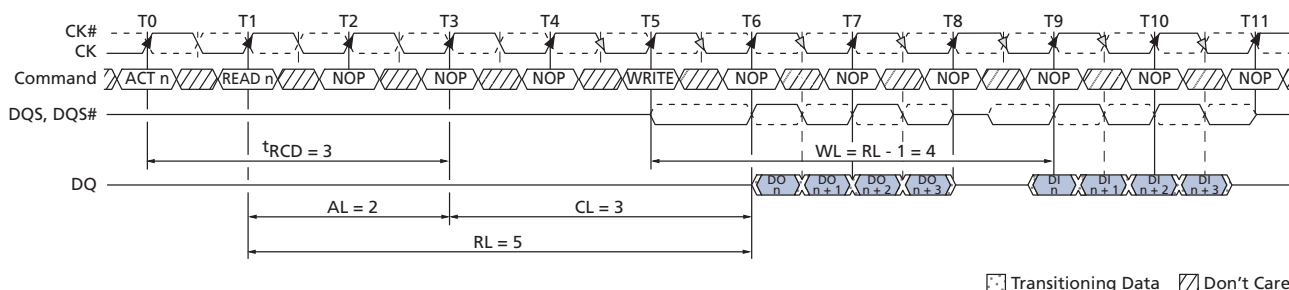 T0 T1 T2 T3 T4 T5 T6 T7 T8 T9 T10 T11
CK#
CK
Command ACT n READ n NOP NOP NOP WRITE NOP NOP NOP NOP NOP NOP
DQS, DQS#
tRCD = 3 WL = RL - 1 = 4
DQ DO n DO n + 1 DO n + 2 DO n + 3 DI n DI n + 1 DI n + 2 DI n + 3
AL = 2 CL = 3
RL = 5
Transitioning Data Don't Care